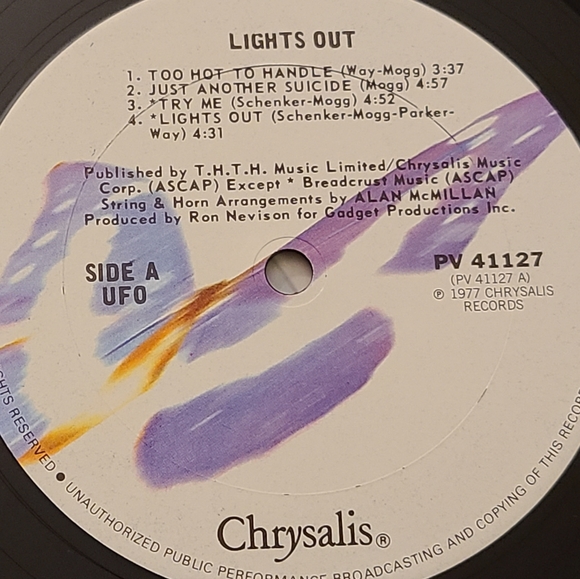 LIGHTS OUT
1. TOO HOT TO HANDLE (Way-Mogg) 3:37
2. JUST ANOTHER SUICIDE (Mogg) 4:57
3. *TRY ME (Schenker-Mogg) 4:52
4. *LIGHTS OUT (Schenker-Mogg-Parker-
Way) 4:31
Published by T.H.T.H. Music Limited/Chrysalis Music
Corp. (ASCAP) Except * Breadcrust Music (ASCAP)
String & Horn Arrangements by ALAN McMILLAN
Produced by Ron Nevison for Gadget Productions Inc.
SIDE A
UFO
PV 41127
(PV 41127 A)
℗ 1977 CHRYSALIS
RECORDS
Chrysalis®
RESERVED ● UNAUTHORIZED PUBLIC PERFORMANCE BROADCASTING AND COPYING OF THIS RECORD